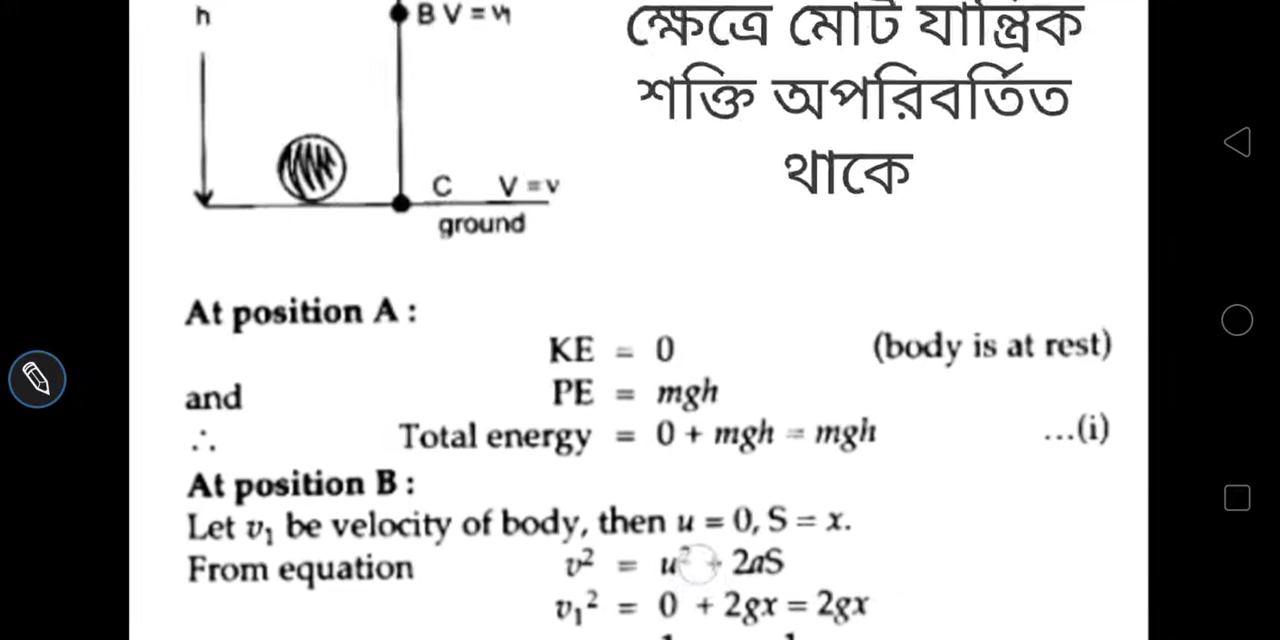 h
B V = v₁
ক্ষেত্রে মোট যান্ত্রিক
শক্তি অপরিবর্তিত
থাকে
C V = v
ground
At position A :
KE = 0 (body is at rest)
and PE = mgh
∴ Total energy = 0 + mgh = mgh ...(i)
At position B :
Let v₁ be velocity of body, then u = 0, S = x.
From equation v² = u² + 2aS
v₁² = 0 + 2gx = 2gx